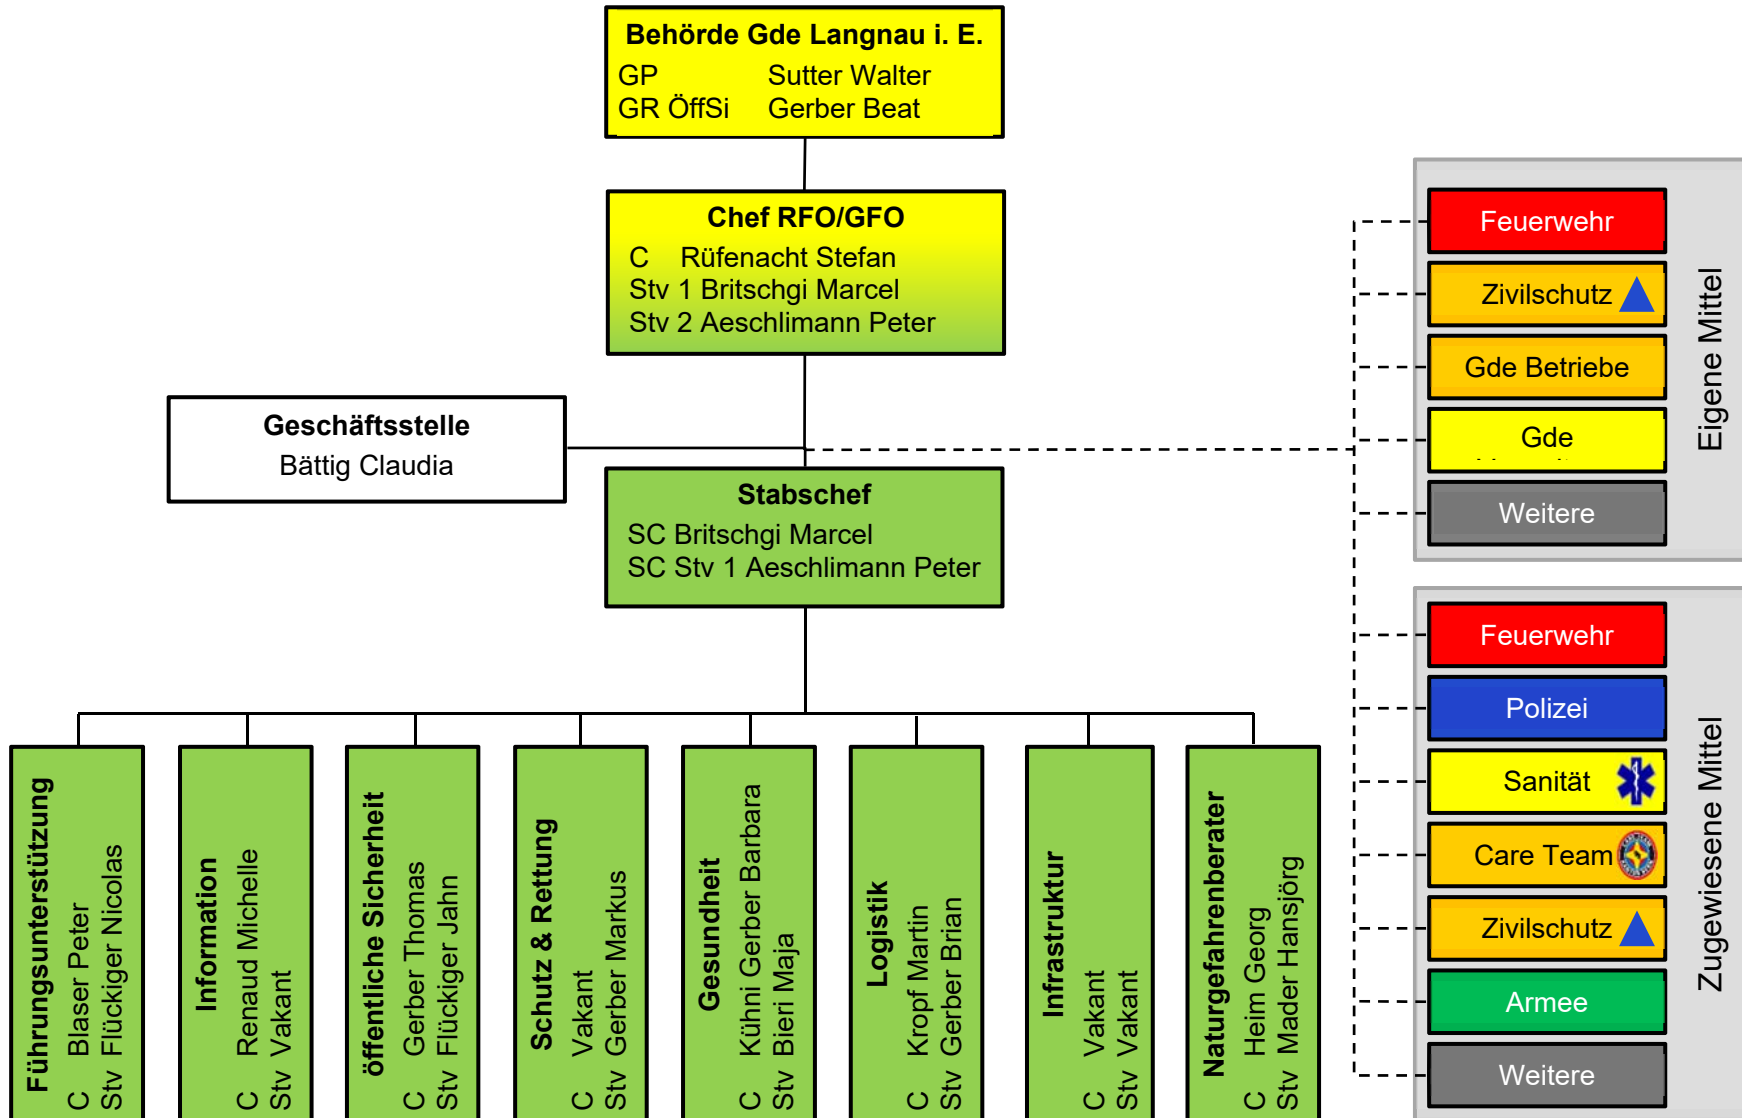 Behörde Gde Langnau i. E.
GP Sutter Walter
GR ÖffSi Gerber Beat
Chef RFO/GFO
C Rüfenacht Stefan
Stv 1 Britschgi Marcel
Stv 2 Aeschlimann Peter
Geschäftsstelle
Bättig Claudia
Stabschef
SC Britschgi Marcel
SC Stv 1 Aeschlimann Peter
Führungsunterstützung
C Blaser Peter
Stv Flückiger Nicolas
Information
C Renaud Michelle
Stv Vakant
öffentliche Sicherheit
C Gerber Thomas
Stv Flückiger Jahn
Schutz & Rettung
C Vakant
Stv Gerber Markus
Gesundheit
C Kühni Gerber Barbara
Stv Bieri Maja
Logistik
C Kropf Martin
Stv Gerber Brian
Infrastruktur
C Vakant
Stv Vakant
Naturgefahrenberater
C Heim Georg
Stv Mader Hansjörg
Eigene Mittel
Feuerwehr
Zivilschutz
Gde Betriebe
Gde
Weitere
Zugewiesene Mittel
Feuerwehr
Polizei
Sanität
Care Team
Zivilschutz
Armee
Weitere